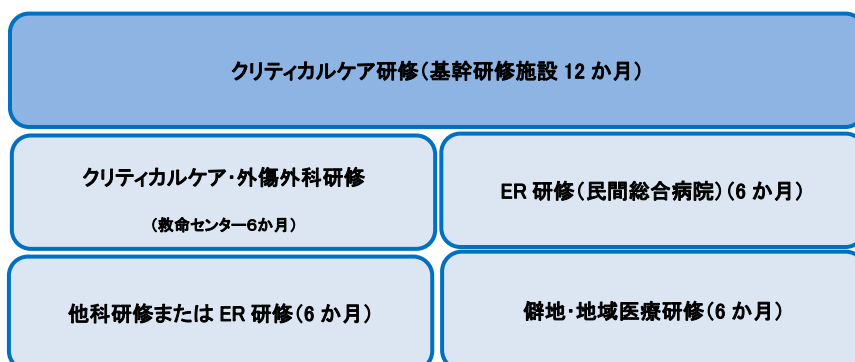 クリティカルケア研修（基幹研修施設 12 か月）
クリティカルケア・外傷外科研修
（救命センター６か月）
ER 研修（民間総合病院）（6 か月）
他科研修または ER 研修（6 か月）
僻地・地域医療研修（6 か月）